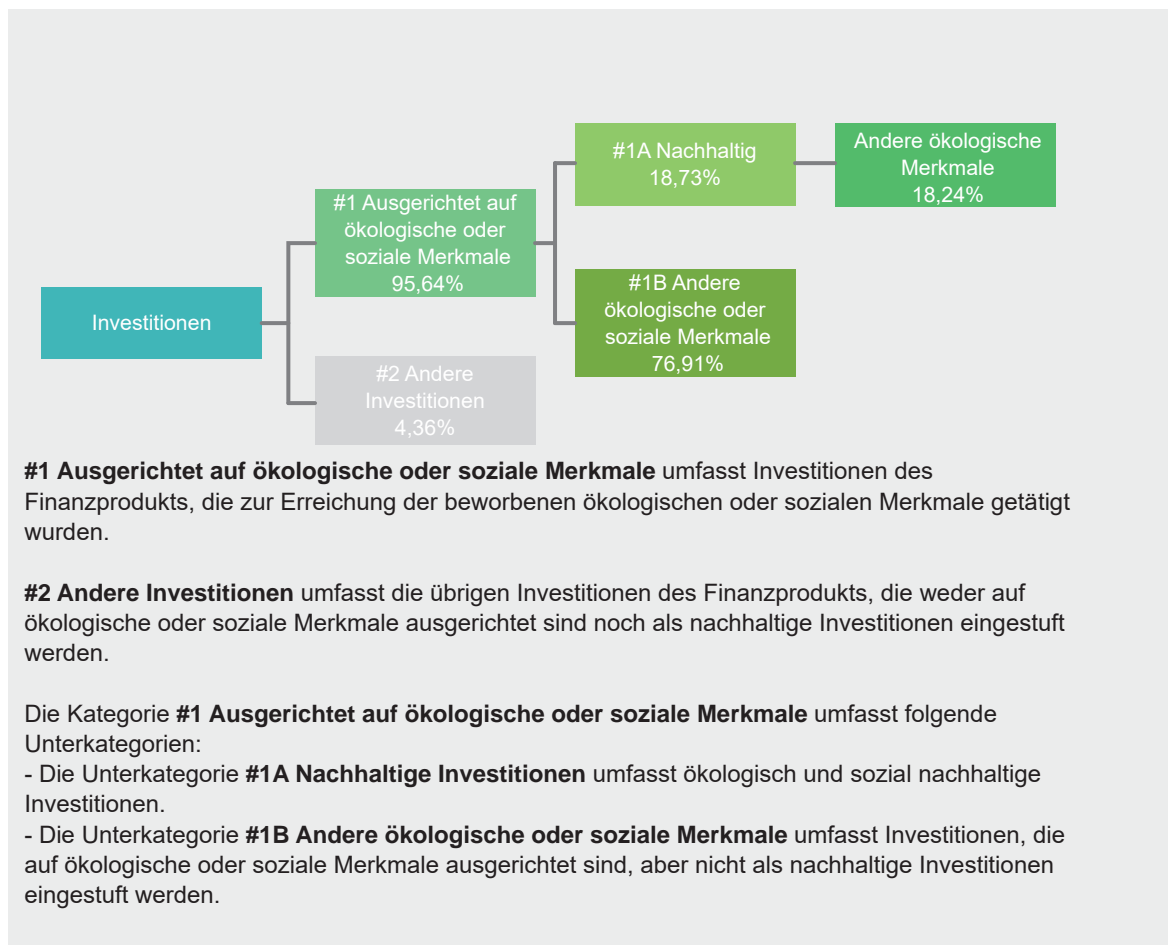 #1A Nachhaltig
18,73%
Andere ökologische
Merkmale
18,24%
#1 Ausgerichtet auf
ökologische oder
soziale Merkmale
95,64%
#1B Andere
ökologische oder
soziale Merkmale
76,91%
Investitionen
#2 Andere
Investitionen
4,36%
#1 Ausgerichtet auf ökologische oder soziale Merkmale umfasst Investitionen des
Finanzprodukts, die zur Erreichung der beworbenen ökologischen oder sozialen Merkmale getätigt
wurden.
#2 Andere Investitionen umfasst die übrigen Investitionen des Finanzprodukts, die weder auf
ökologische oder soziale Merkmale ausgerichtet sind noch als nachhaltige Investitionen eingestuft
werden.
Die Kategorie #1 Ausgerichtet auf ökologische oder soziale Merkmale umfasst folgende
Unterkategorien:
- Die Unterkategorie #1A Nachhaltige Investitionen umfasst ökologisch und sozial nachhaltige
Investitionen.
- Die Unterkategorie #1B Andere ökologische oder soziale Merkmale umfasst Investitionen, die
auf ökologische oder soziale Merkmale ausgerichtet sind, aber nicht als nachhaltige Investitionen
eingestuft werden.